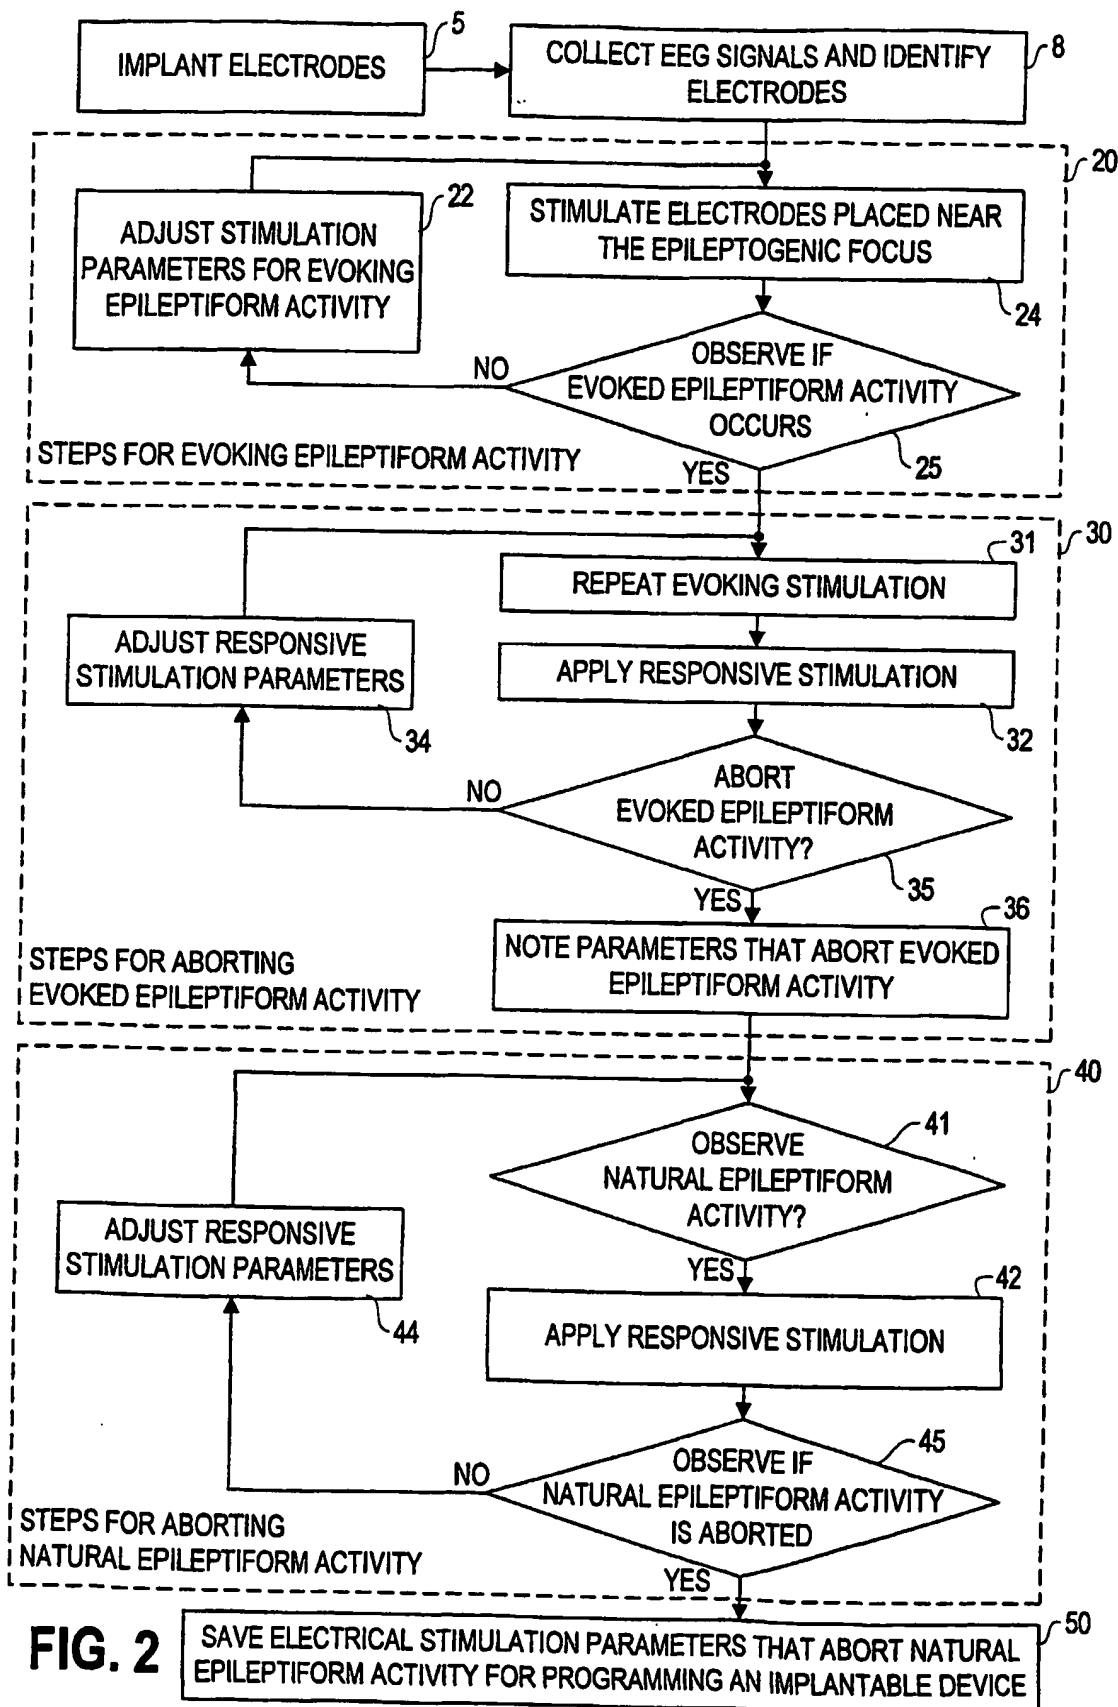 5
IMPLANT ELECTRODES
8
COLLECT EEG SIGNALS AND IDENTIFY
ELECTRODES
20
22
ADJUST STIMULATION
PARAMETERS FOR EVOKING
EPILEPTIFORM ACTIVITY
STIMULATE ELECTRODES PLACED NEAR
THE EPILEPTOGENIC FOCUS
24
NO
OBSERVE IF
EVOKED EPILEPTIFORM ACTIVITY
OCCURS
25
STEPS FOR EVOKING EPILEPTIFORM ACTIVITY
YES
30
31
REPEAT EVOKING STIMULATION
ADJUST RESPONSIVE
STIMULATION PARAMETERS
34
APPLY RESPONSIVE STIMULATION
32
NO
ABORT
EVOKED EPILEPTIFORM
ACTIVITY?
35
YES
36
NOTE PARAMETERS THAT ABORT EVOKED
EPILEPTIFORM ACTIVITY
STEPS FOR ABORTING
EVOKED EPILEPTIFORM ACTIVITY
40
41
OBSERVE
NATURAL EPILEPTIFORM
ACTIVITY?
ADJUST RESPONSIVE
STIMULATION PARAMETERS
44
YES
42
APPLY RESPONSIVE STIMULATION
45
NO
OBSERVE IF
NATURAL EPILEPTIFORM ACTIVITY
IS ABORTED
STEPS FOR ABORTING
NATURAL EPILEPTIFORM ACTIVITY
YES
50
FIG. 2
SAVE ELECTRICAL STIMULATION PARAMETERS THAT ABORT NATURAL
EPILEPTIFORM ACTIVITY FOR PROGRAMMING AN IMPLANTABLE DEVICE